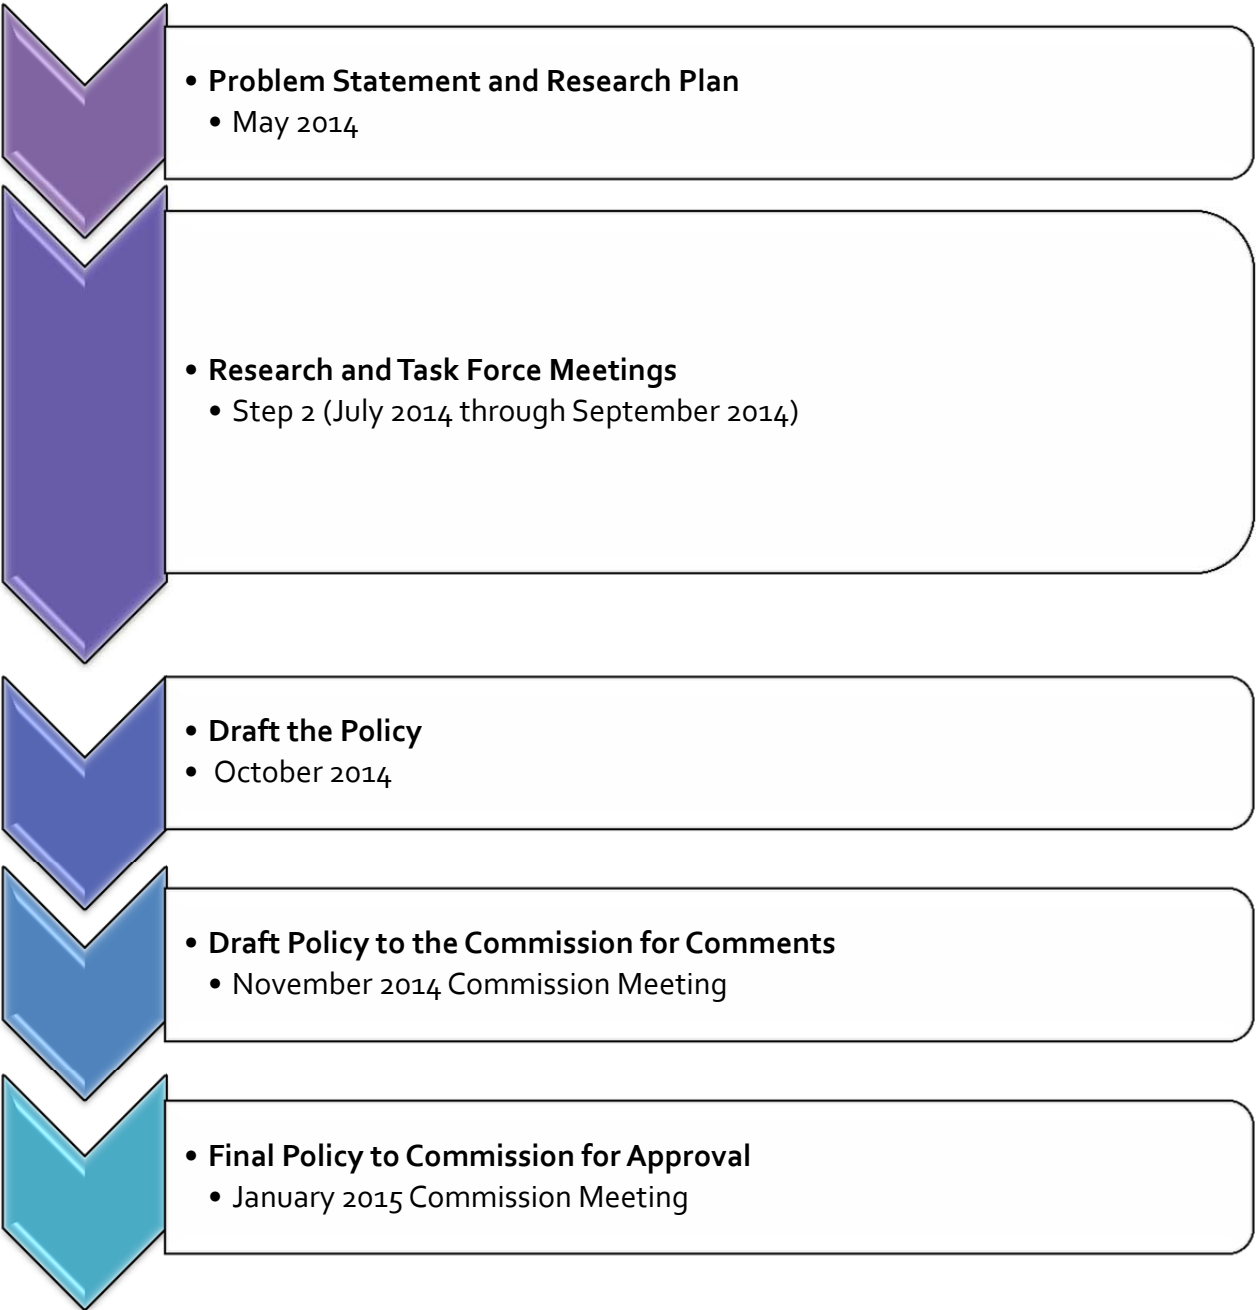 • Problem Statement and Research Plan
• May 2014
• Research and Task Force Meetings
• Step 2 (July 2014 through September 2014)
• Draft the Policy
• October 2014
• Draft Policy to the Commission for Comments
• November 2014 Commission Meeting
• Final Policy to Commission for Approval
• January 2015 Commission Meeting